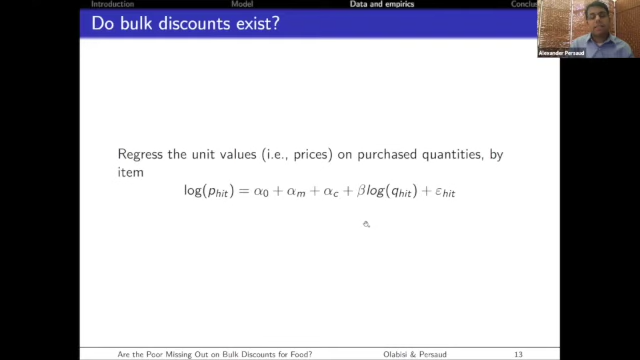 Introduction Model Data and empirics Conclus
Do bulk discounts exist?
Alexander Persaud
Regress the unit values (i.e., prices) on purchased quantities, by
item
log(p_hit) = α_0 + α_m + α_c + βlog(q_hit) + ε_hit
Are the Poor Missing Out on Bulk Discounts for Food? Olabisi & Persaud 13